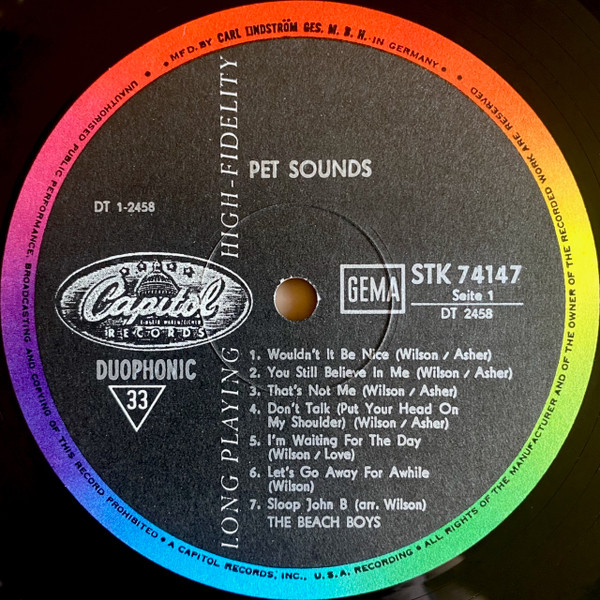 MFD. BY CARL LINDSTRÖM GES. M. B. H. IN GERMANY
UNAUTHORISED PUBLIC PERFORMANCE, BROADCASTING AND COPYING OF THIS RECORD PROHIBITED • A CAPITOL RECORDS, INC., U. S. A. RECORDING • ALL RIGHTS OF THE MANUFACTURER AND OF THE OWNER OF THE RECORDED WORK ARE RESERVED
LONG PLAYING HIGH-FIDELITY
PET SOUNDS
DT 1-2458
Capitol
RECORDS
DUOPHONIC
33
GEMA
STK 74147
Seite 1
DT 2458
1. Wouldn't It Be Nice (Wilson / Asher)
2. You Still Believe In Me (Wilson / Asher)
3. That's Not Me (Wilson / Asher)
4. Don't Talk (Put Your Head On
My Shoulder) (Wilson / Asher)
5. I'm Waiting For The Day
(Wilson / Love)
6. Let's Go Away For Awhile
(Wilson)
7. Sloop John B (arr. Wilson)
THE BEACH BOYS